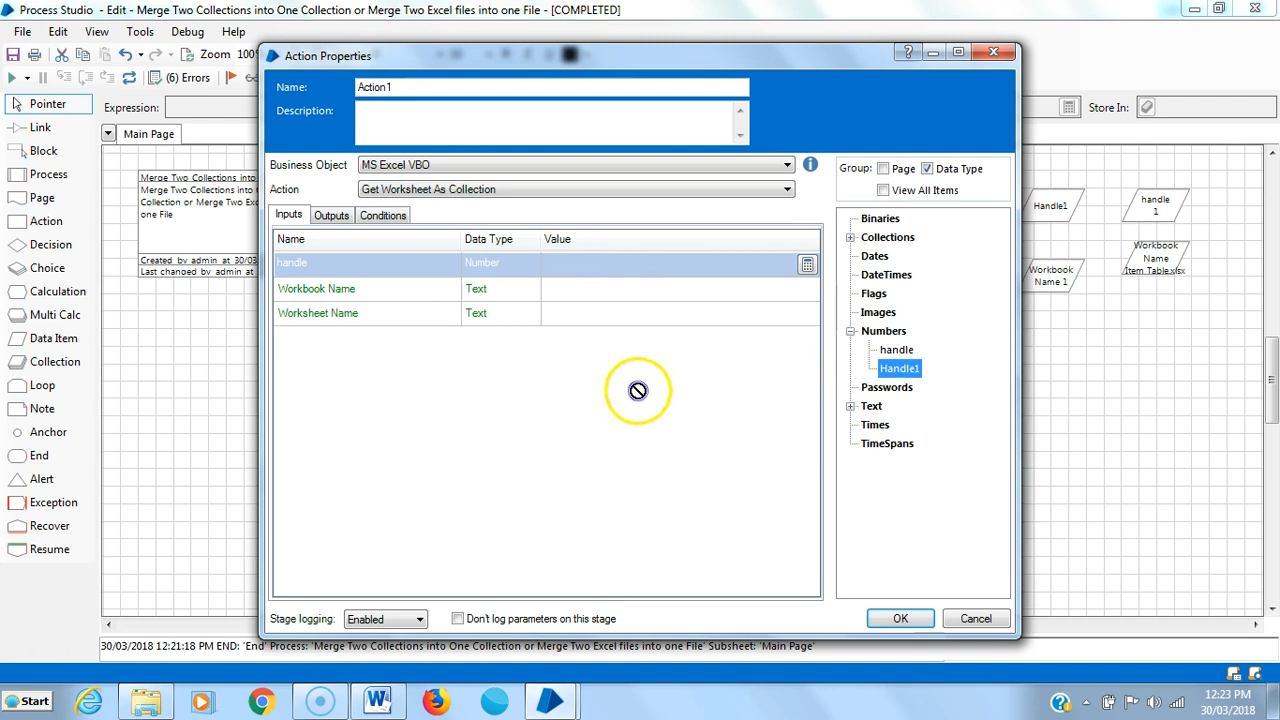 Process Studio - Edit - Merge Two Collections into One Collection or Merge Two Excel files into one File - [COMPLETED]
File Edit View Tools Debug Help
Zoom 100%
(6) Errors
Expression:
Store In:
Pointer
Link
Block
Process
Page
Action
Decision
Choice
Calculation
Multi Calc
Data Item
Collection
Loop
Note
Anchor
End
Alert
Exception
Recover
Resume
Main Page
Merge Two Collections into
Merge Two Collections into
Collection or Merge Two Exc
one File
Created by admin at 30/03
Last changed by admin at
Action Properties
Name: Action1
Description:
Business Object MS Excel VBO
Action Get Worksheet As Collection
Inputs Outputs Conditions
Name Data Type Value
handle Number
Workbook Name Text
Worksheet Name Text
Group: Page Data Type
View All Items
Binaries
Collections
Dates
DateTimes
Flags
Images
Numbers
handle
Handle1
Passwords
Text
Times
TimeSpans
Stage logging: Enabled Don't log parameters on this stage
OK Cancel
Handle1
handle
1
Workbook
Name 1
Workbook
Name
Item Table.xlsx
30/03/2018 12:21:18 PM END: 'End' Process: 'Merge Two Collections into One Collection or Merge Two Excel files into one File' Subsheet: 'Main Page'
Start
12:23 PM
30/03/2018